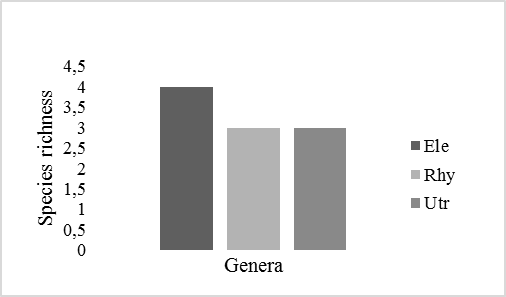 Species richness
4,5
4
3,5
3
2,5
2
1,5
1
0,5
0
Genera
Ele
Rhy
Utr